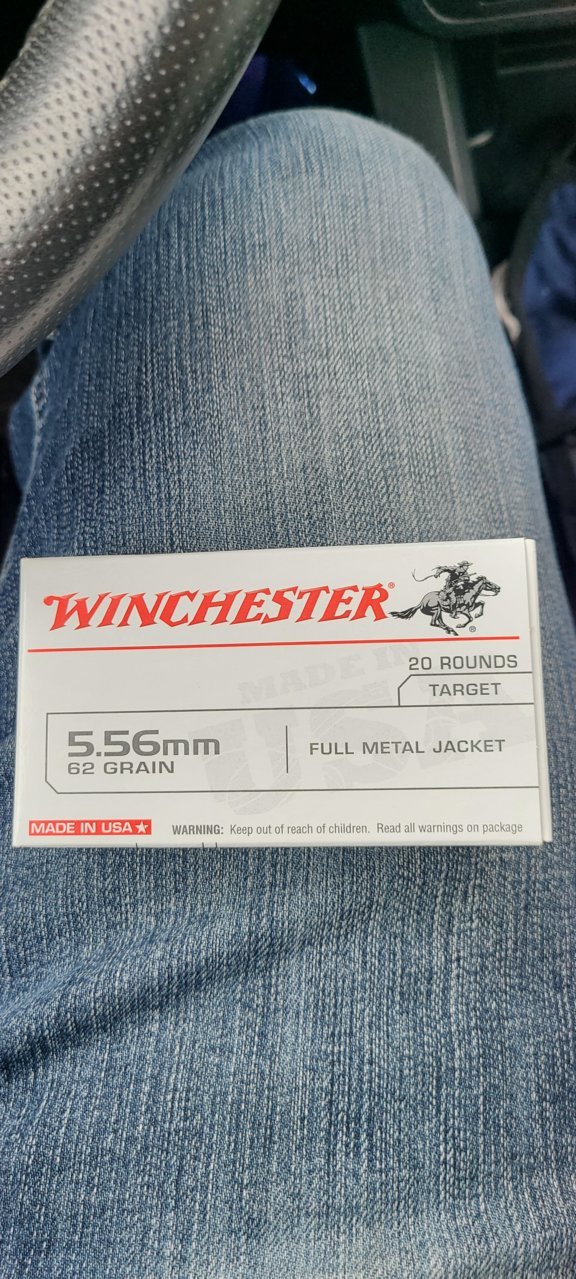 WINCHESTER®
®
20 ROUNDS
TARGET
MADE IN
USA
5.56mm
62 GRAIN
FULL METAL JACKET
MADE IN USA★
WARNING: Keep out of reach of children. Read all warnings on package